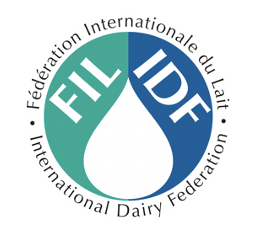 Fédération Internationale du Lait
FIL
IDF
International Dairy Federation